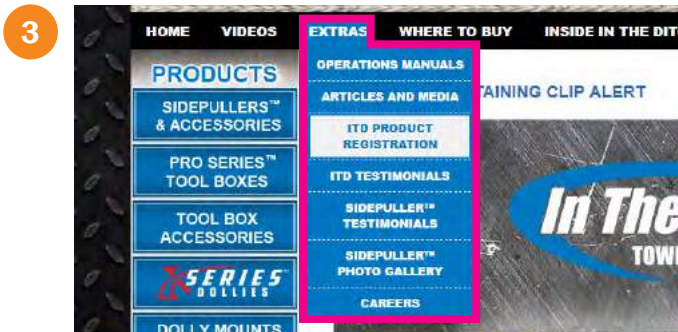 3
HOME VIDEOS EXTRAS WHERE TO BUY INSIDE IN THE DIT
PRODUCTS
SIDEPULLERS™
& ACCESSORIES
PRO SERIES™
TOOL BOXES
TOOL BOX
ACCESSORIES
X SERIES
DOLLIES
DOLLY MOUNTS
OPERATIONS MANUALS
ARTICLES AND MEDIA
ITD PRODUCT
REGISTRATION
ITD TESTIMONIALS
SIDEPULLER™
TESTIMONIALS
SIDEPULLER™
PHOTO GALLERY
CAREERS
TAINING CLIP ALERT
In The
TOWI